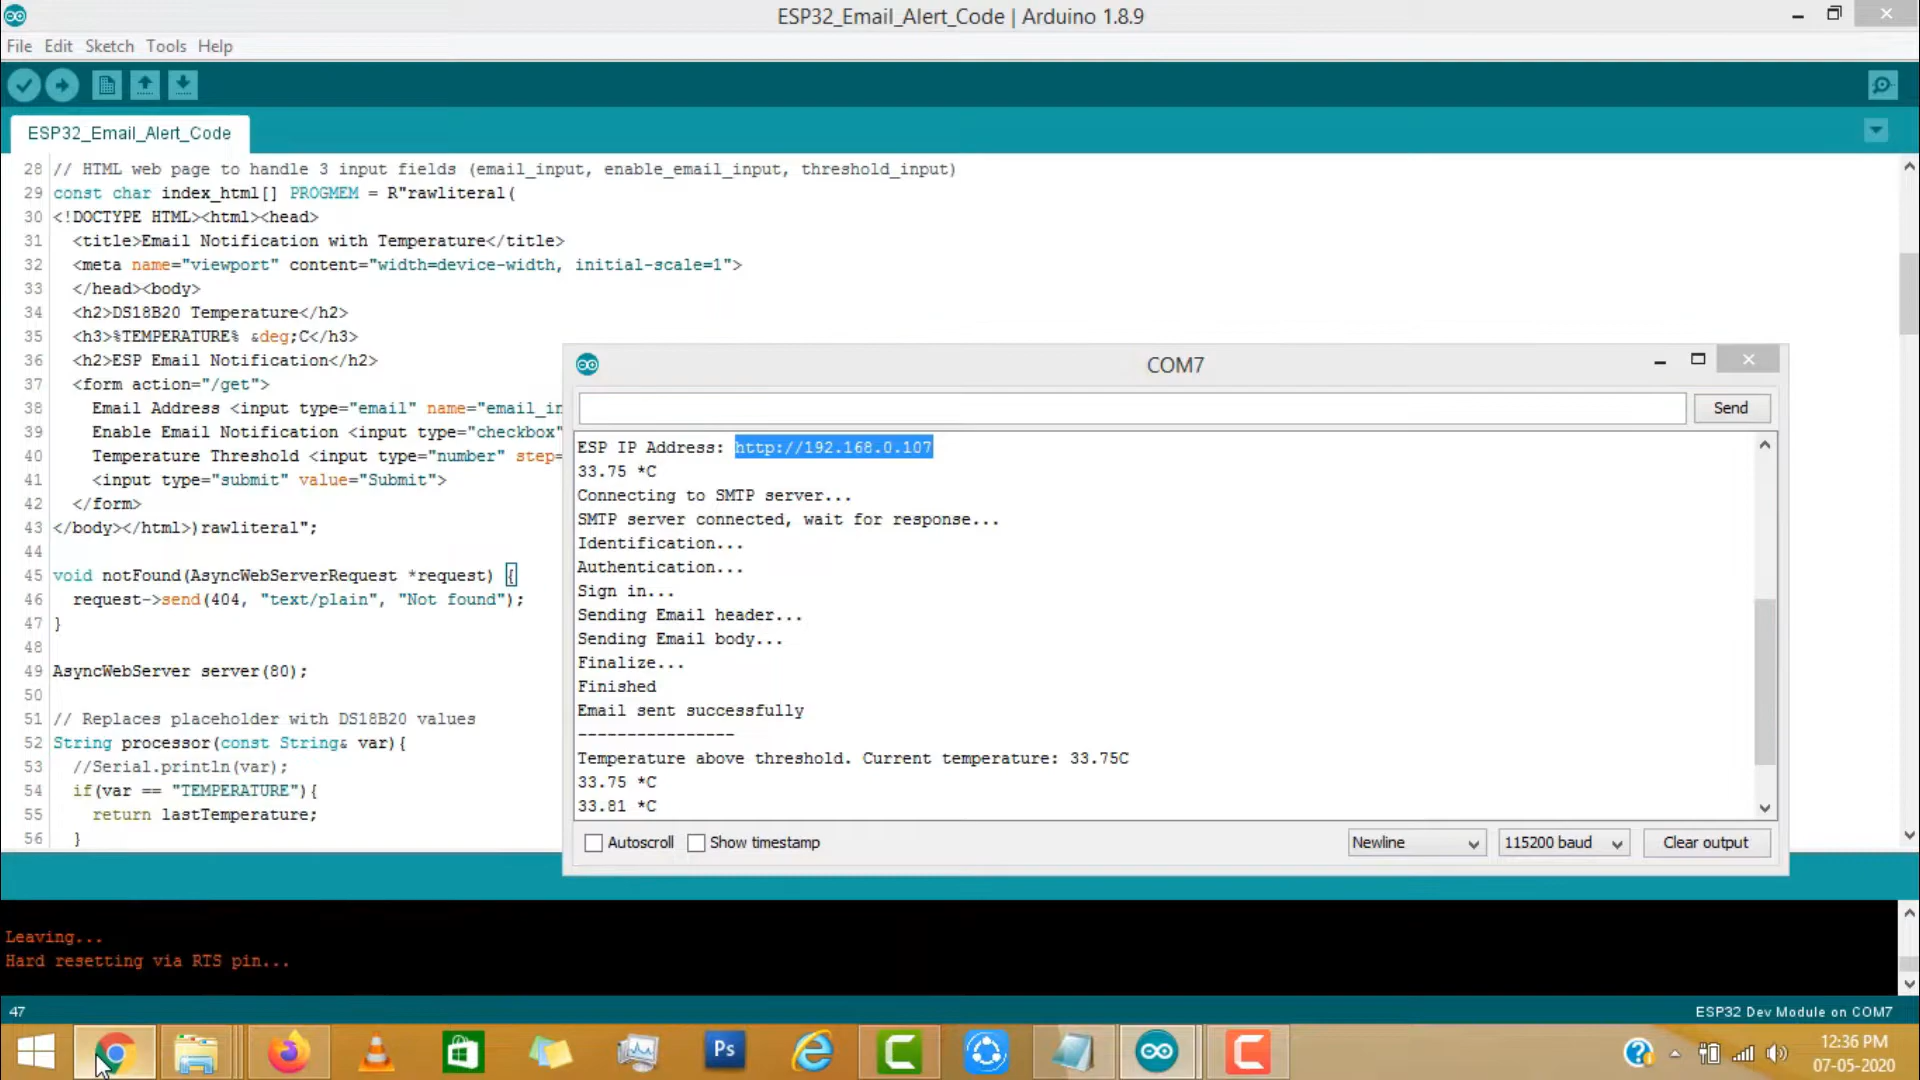 ESP32_Email_Alert_Code | Arduino 1.8.9
File Edit Sketch Tools Help
ESP32_Email_Alert_Code
28 // HTML web page to handle 3 input fields (email_input, enable_email_input, threshold_input)
29 const char index_html[] PROGMEM = R"rawliteral(
30 <!DOCTYPE HTML><html><head>
31 <title>Email Notification with Temperature</title>
32 <meta name="viewport" content="width=device-width, initial-scale=1">
33 </head><body>
34 <h2>DS18B20 Temperature</h2>
35 <h3>%TEMPERATURE% &deg;C</h3>
36 <h2>ESP Email Notification</h2>
37 <form action="/get">
38 Email Address <input type="email" name="email_in
39 Enable Email Notification <input type="checkbox"
40 Temperature Threshold <input type="number" step=
41 <input type="submit" value="Submit">
42 </form>
43 </body></html>)rawliteral";
44
45 void notFound(AsyncWebServerRequest *request) {
46 request->send(404, "text/plain", "Not found");
47 }
48
49 AsyncWebServer server(80);
50
51 // Replaces placeholder with DS18B20 values
52 String processor(const String& var){
53 //Serial.println(var);
54 if(var == "TEMPERATURE"){
55 return lastTemperature;
56 }
COM7
Send
ESP IP Address: http://192.168.0.107
33.75 *C
Connecting to SMTP server...
SMTP server connected, wait for response...
Identification...
Authentication...
Sign in...
Sending Email header...
Sending Email body...
Finalize...
Finished
Email sent successfully
----------------
Temperature above threshold. Current temperature: 33.75C
33.75 *C
33.81 *C
Autoscroll Show timestamp Newline 115200 baud Clear output
Leaving...
Hard resetting via RTS pin...
47 ESP32 Dev Module on COM7
Ps
12:36 PM
07-05-2020